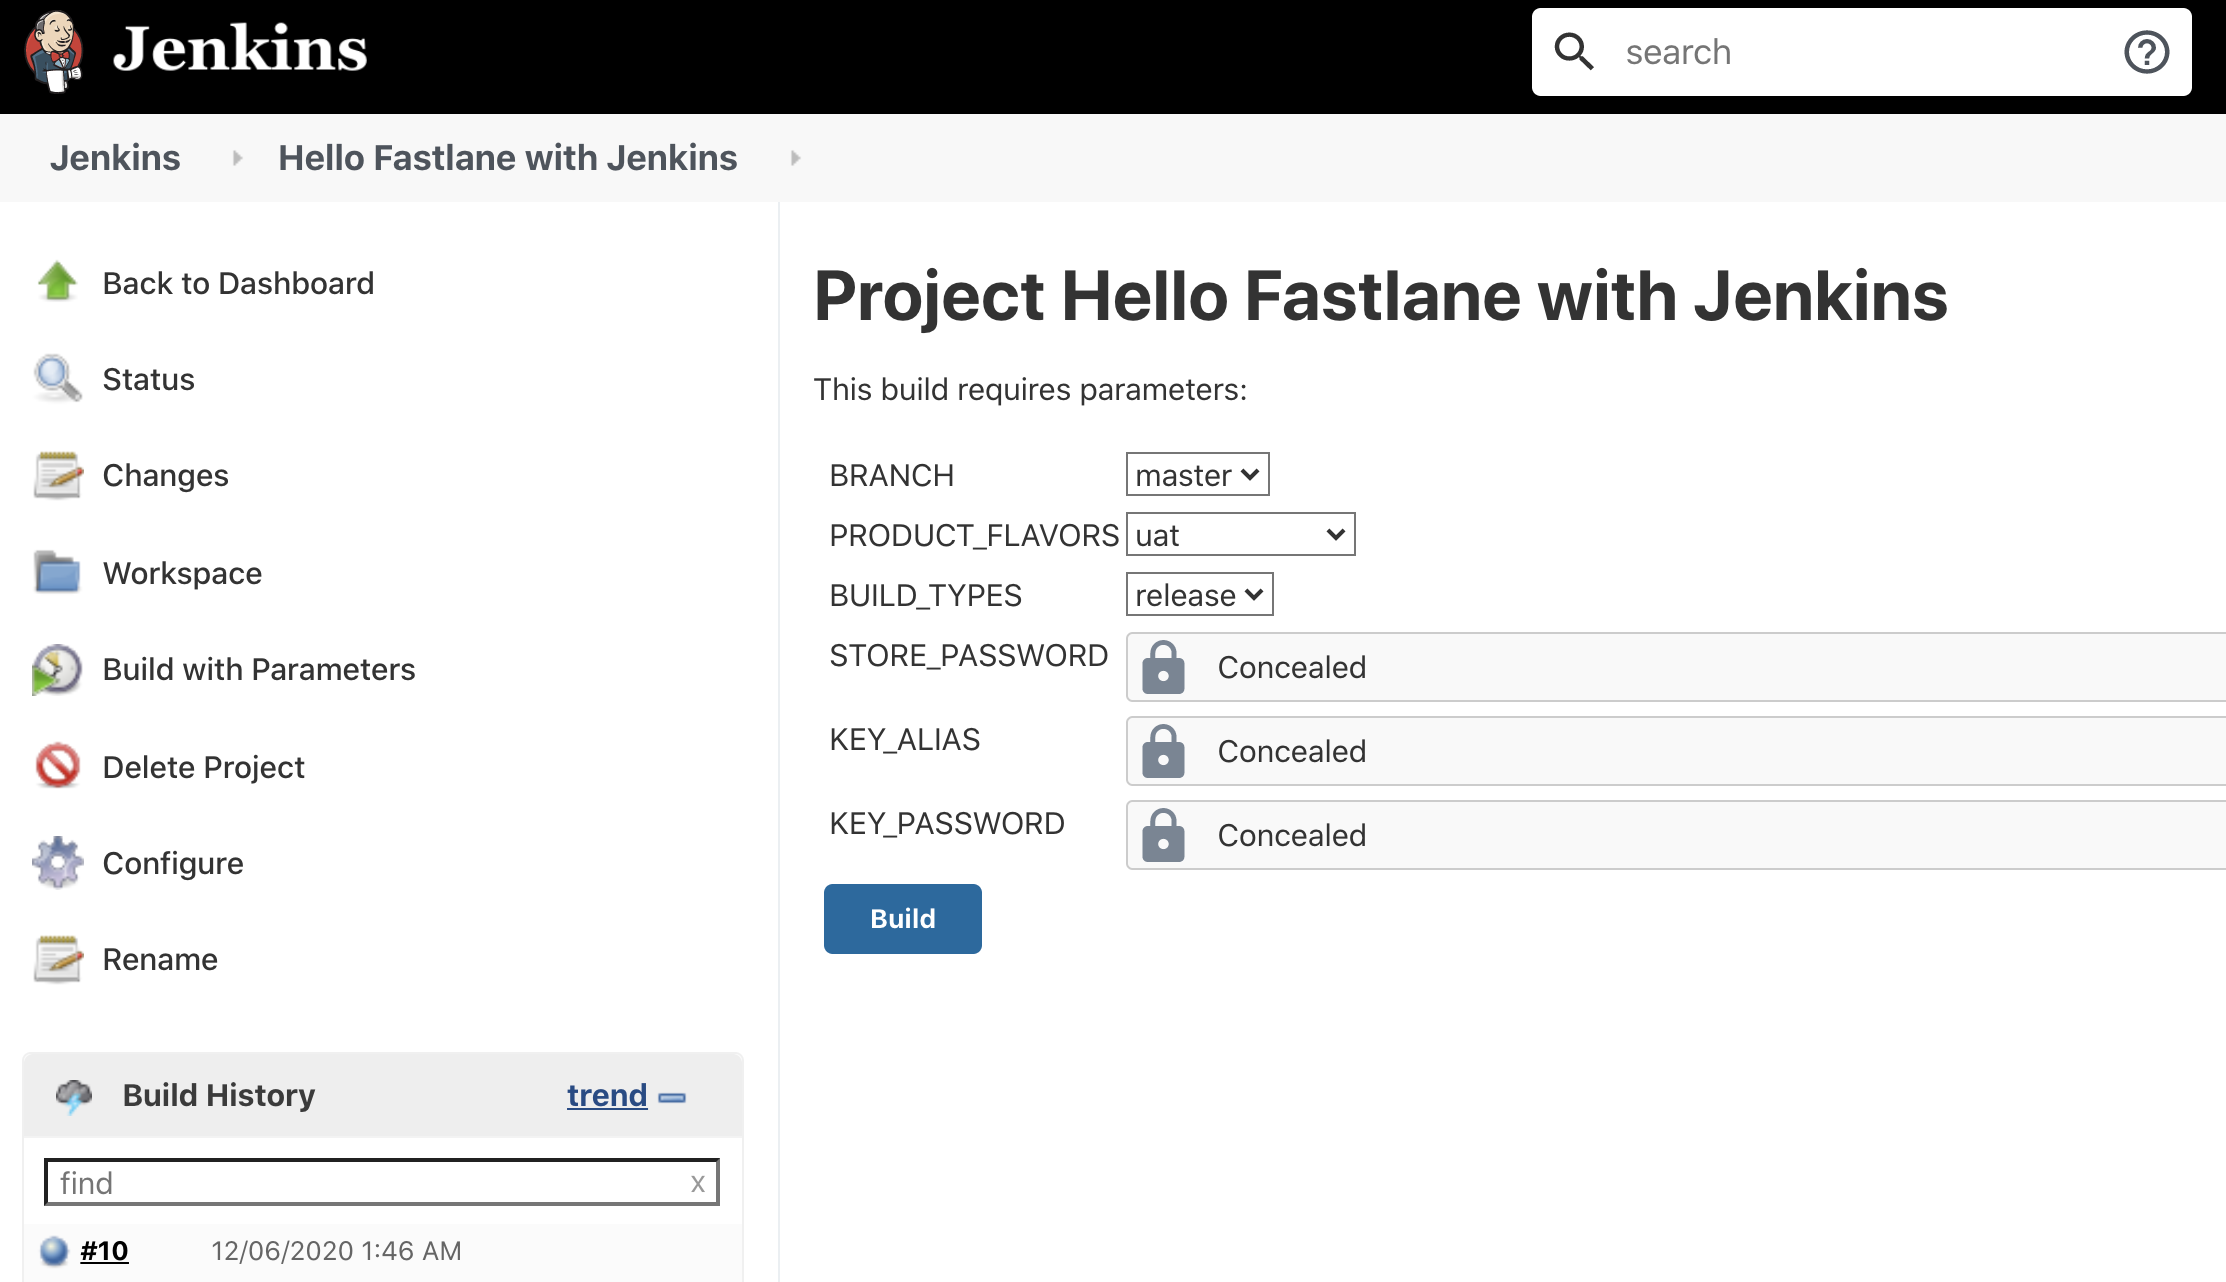 Jenkins
search
Jenkins
Hello Fastlane with Jenkins
Back to Dashboard
Status
Changes
Workspace
Build with Parameters
Delete Project
Configure
Rename
Build History
trend
find
x
#10
12/06/2020 1:46 AM
Project Hello Fastlane with Jenkins
This build requires parameters:
BRANCH
master
PRODUCT_FLAVORS
uat
BUILD_TYPES
release
STORE_PASSWORD
Concealed
KEY_ALIAS
Concealed
KEY_PASSWORD
Concealed
Build